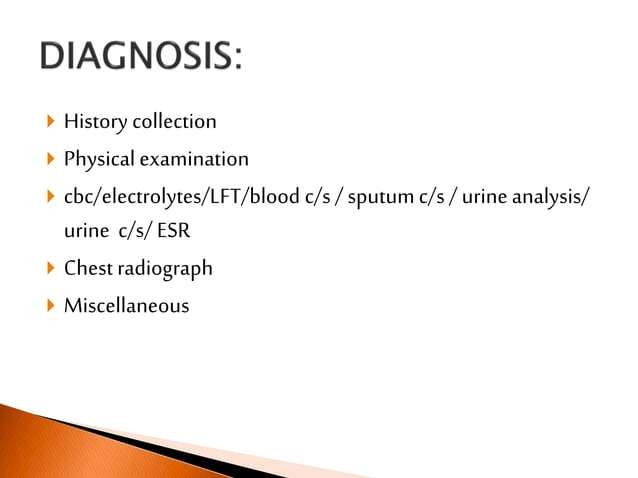 DIAGNOSIS:
History collection
Physical examination
cbc/electrolytes/LFT/blood c/s / sputum c/s / urine analysis/
urine c/s/ ESR
Chest radiograph
Miscellaneous